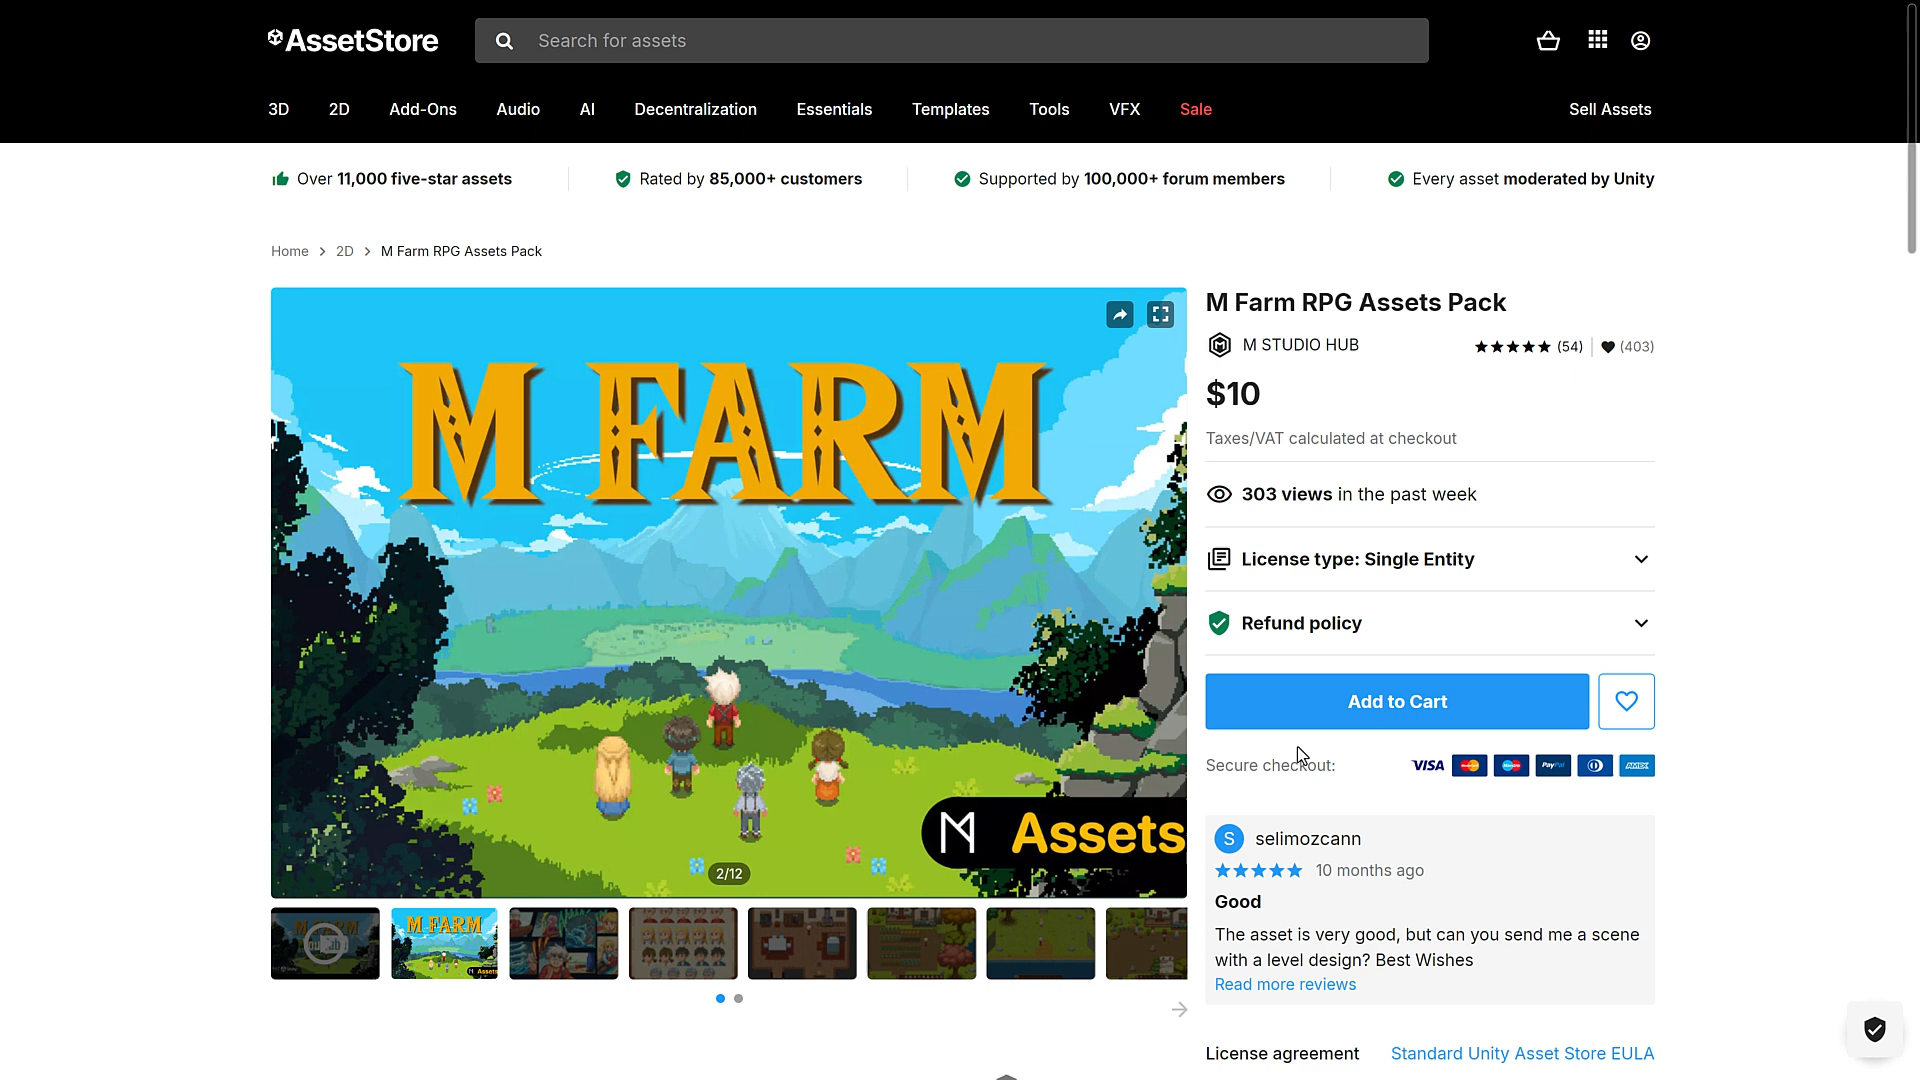 AssetStore
Search for assets
3D 2D Add-Ons Audio AI Decentralization Essentials Templates Tools VFX Sale Sell Assets
Over 11,000 five-star assets
Rated by 85,000+ customers
Supported by 100,000+ forum members
Every asset moderated by Unity
Home > 2D > M Farm RPG Assets Pack
M FARM
Assets
2/12
M FARM
Assets
M Farm RPG Assets Pack
M STUDIO HUB
(54)
(403)
$10
Taxes/VAT calculated at checkout
303 views in the past week
License type: Single Entity
Refund policy
Add to Cart
Secure checkout:
VISA
PayPal
AMEX
S
selimozcann
10 months ago
Good
The asset is very good, but can you send me a scene
with a level design? Best Wishes
Read more reviews
License agreement
Standard Unity Asset Store EULA